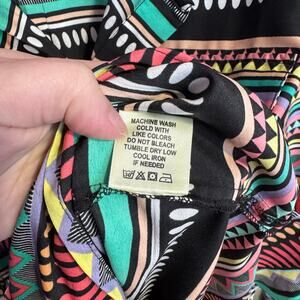 MACHINE WASH
COLD WITH
LIKE COLORS
DO NOT BLEACH
TUMBLE DRY LOW
COOL IRON
IF NEEDED